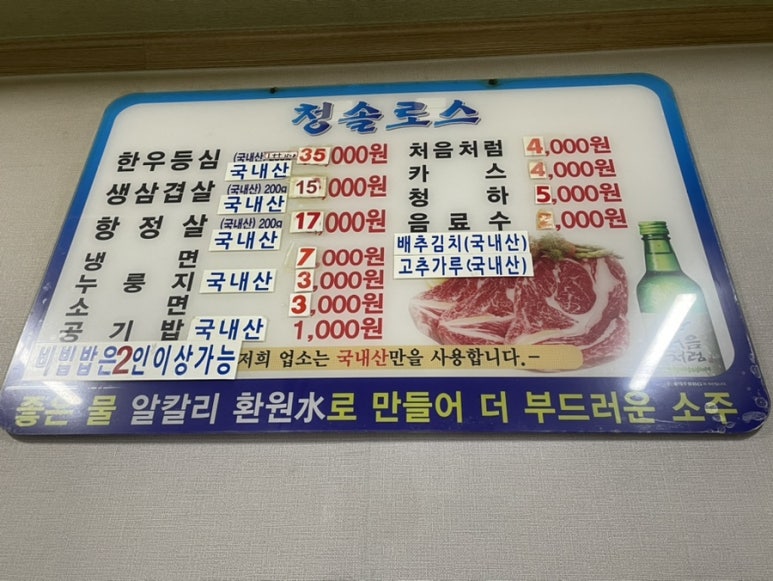 청솔로스
한우등심 (국내산 국내산 35,000원
생삼겹살 (국내산) 200g 국내산 15,000원
항정살 (국내산) 200g 국내산 17,000원
냉면 7,000원
누룽지 국내산 3,000원
소면 3,000원
공기밥 국내산 1,000원
비빔밥은2인이상가능
처음처럼 4,000원
카스 4,000원
청하 5,000원
음료수 2,000원
배추김치(국내산)
고추가루(국내산)
처음처럼
저희 업소는 국내산만을 사용합니다.-
좋은 물 알칼리 환원水로 만들어 더 부드러운 소주